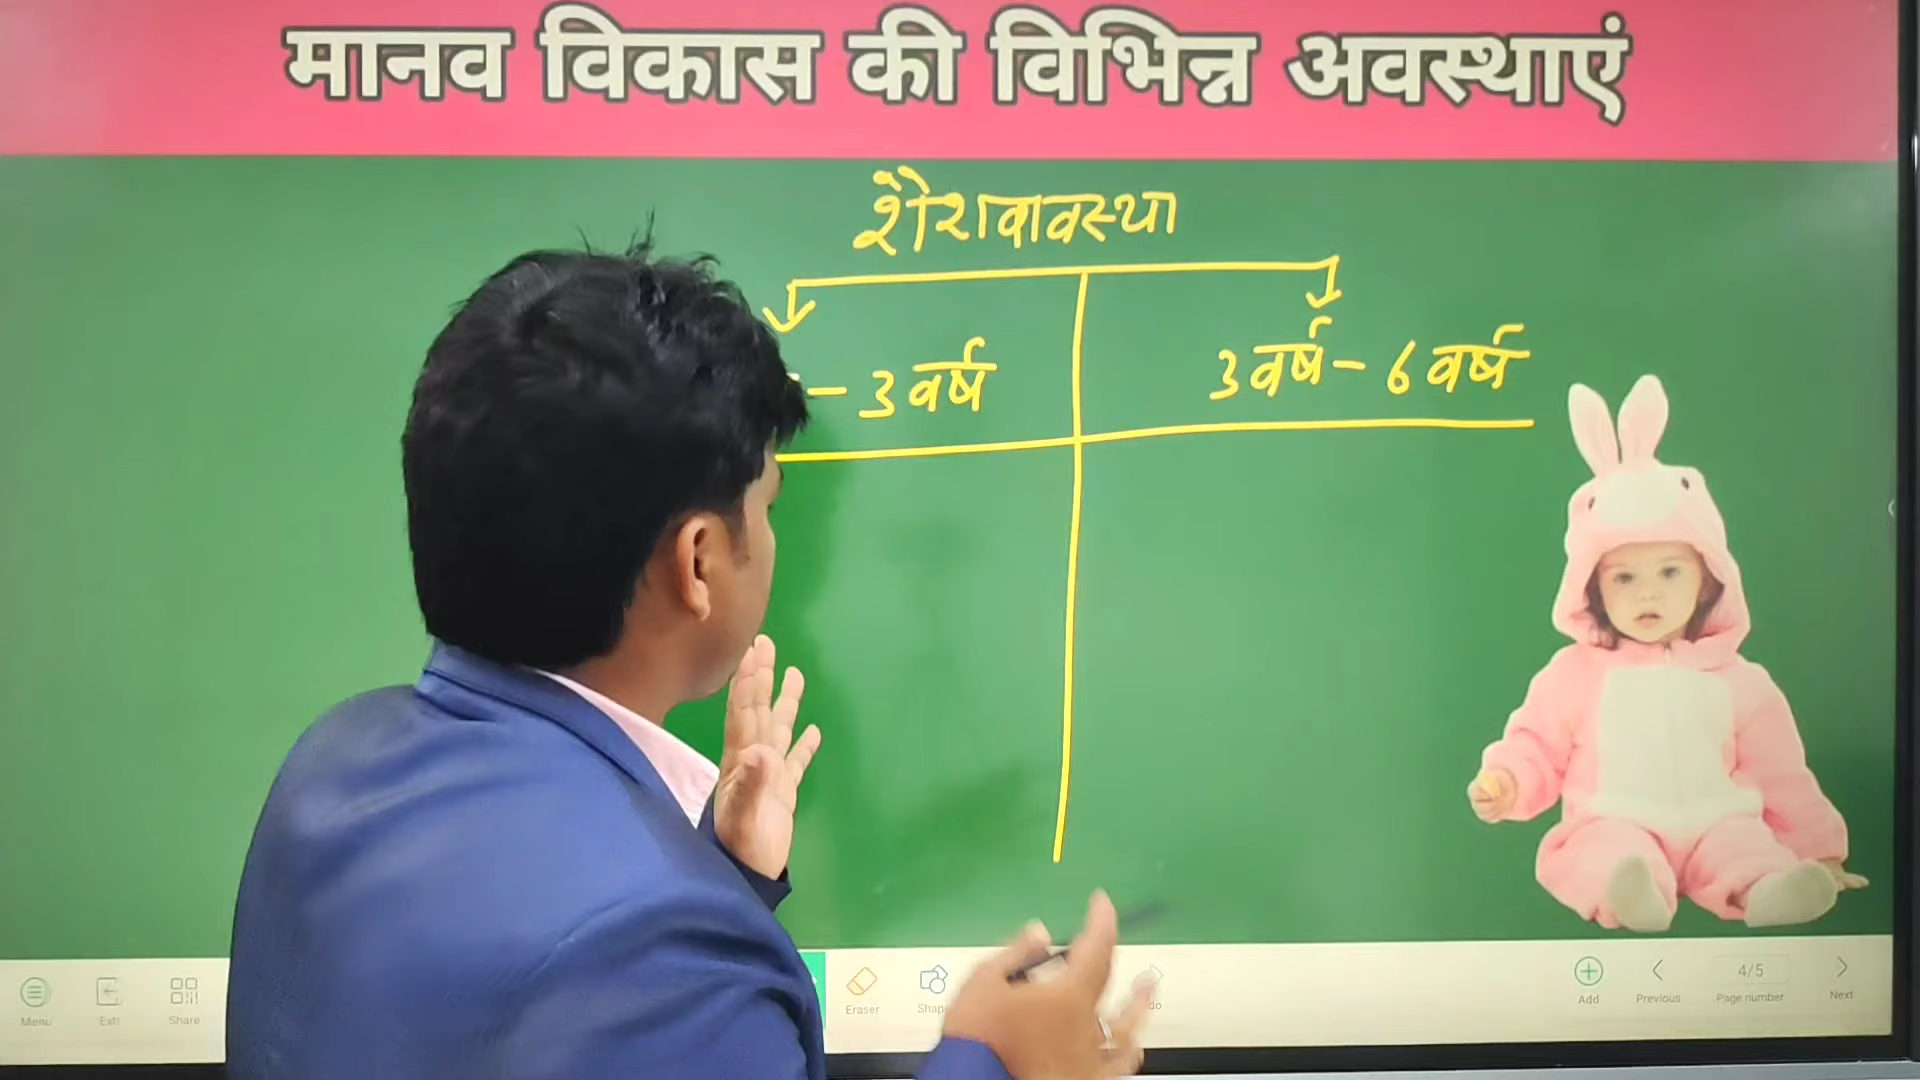 मानव विकास की विभिन्न अवस्थाएं
शैशवावस्था
- 3 वर्ष
3 वर्ष - 6 वर्ष
Menu
Exit
Share
Eraser
Add
Previous
4/5
Page number
Next